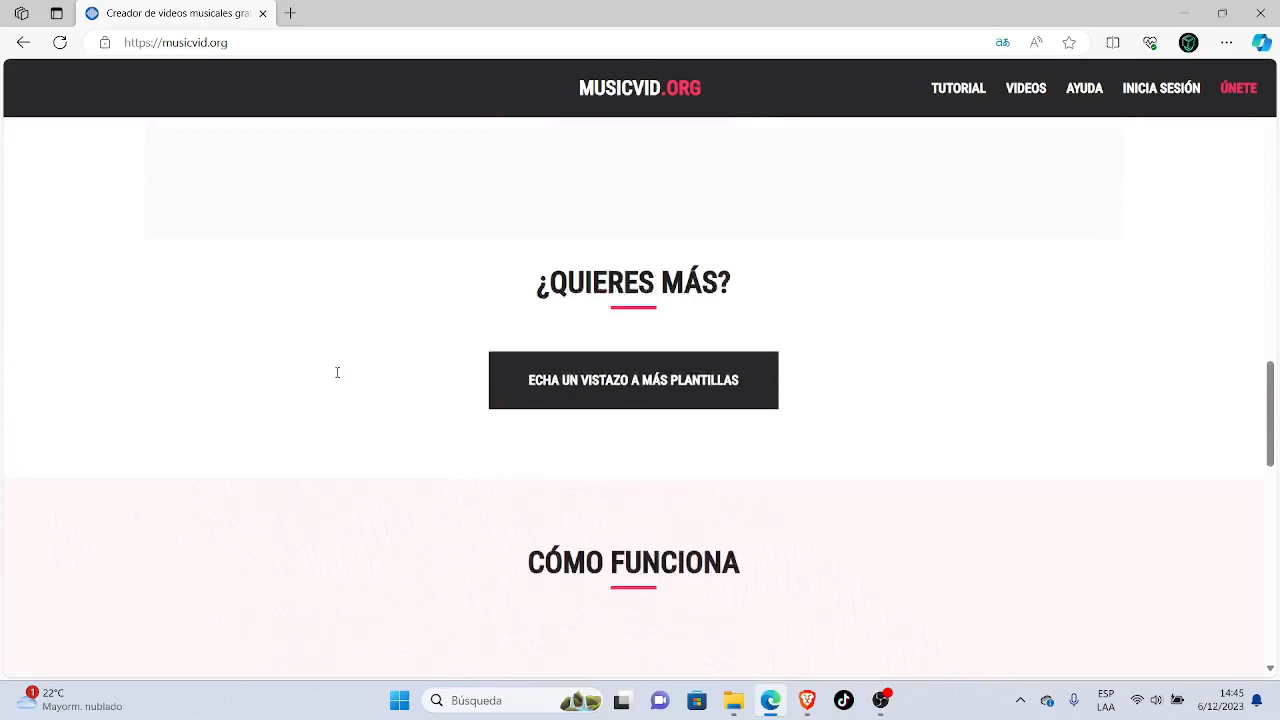 Creador de videos musicales gra
https://musicvid.org
MUSICVID.ORG
TUTORIAL
VIDEOS
AYUDA
INICIA SESIÓN
ÚNETE
¿QUIERES MÁS?
ECHA UN VISTAZO A MÁS PLANTILLAS
CÓMO FUNCIONA
1
22°C
Mayorm. nublado
Búsqueda
ESP
LAA
14:45
6/12/2023